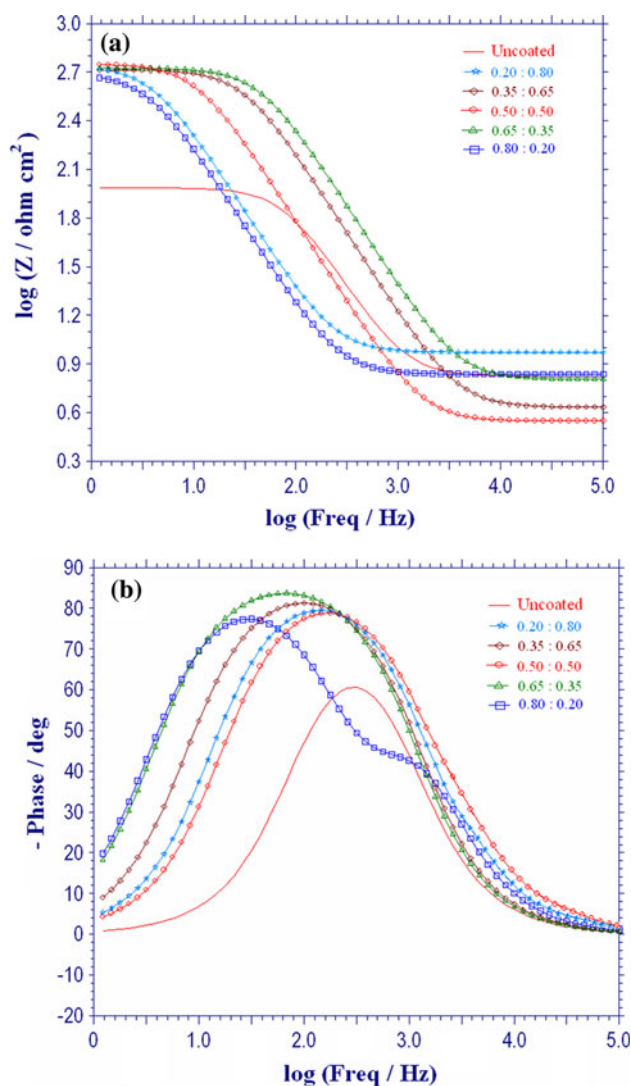 (a)
3.0
2.7
2.4
2.1
1.8
1.5
1.2
0.9
0.6
0.3
log (Z / ohm cm²)
Uncoated
0.20 : 0.80
0.35 : 0.65
0.50 : 0.50
0.65 : 0.35
0.80 : 0.20
0 1.0 2.0 3.0 4.0 5.0
log (Freq / Hz)
(b)
90
80
70
60
50
40
30
20
10
0
-10
-20
- Phase / deg
Uncoated
0.20 : 0.80
0.35 : 0.65
0.50 : 0.50
0.65 : 0.35
0.80 : 0.20
0 1.0 2.0 3.0 4.0 5.0
log (Freq / Hz)